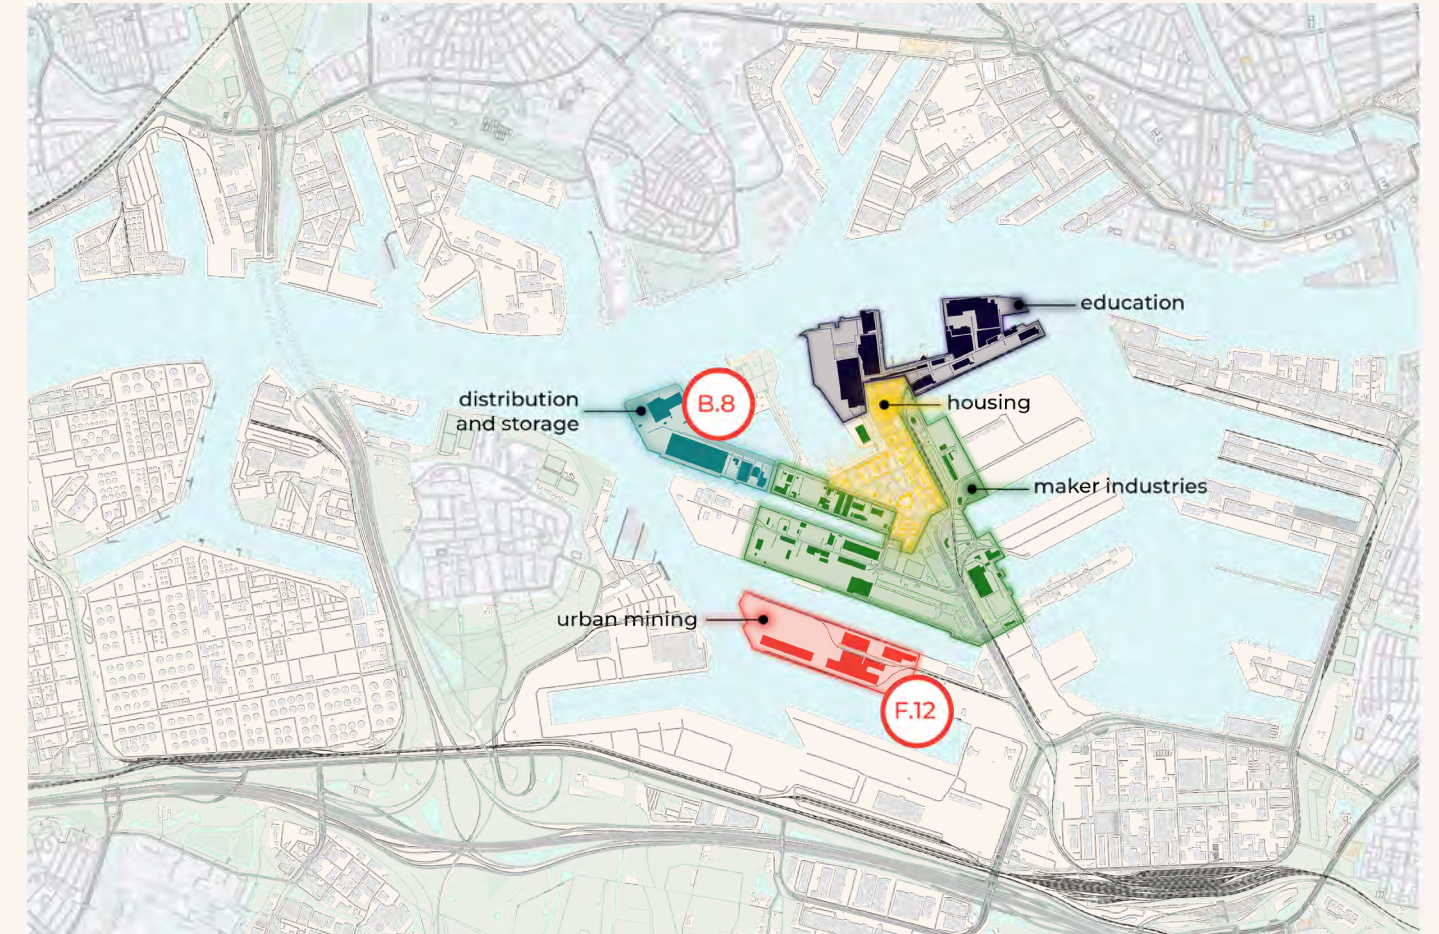 education
distribution
and storage
B.8
housing
maker industries
urban mining
F.12